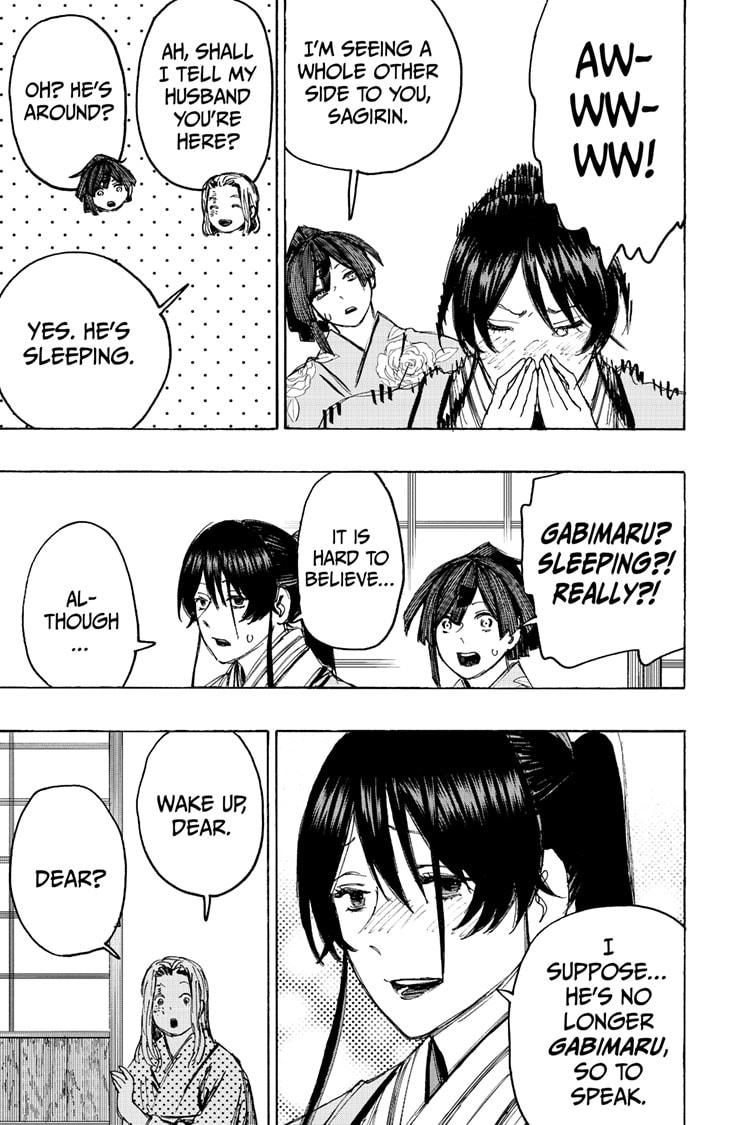 AW-
WW-
WW!
I'M SEEING A
WHOLE OTHER
SIDE TO YOU,
SAGIRIN.
AH, SHALL
I TELL MY
HUSBAND
YOU'RE
HERE?
OH? HE'S
AROUND?
YES. HE'S
SLEEPING.
GABIMARU?
SLEEPING?!
REALLY?!
IT IS
HARD TO
BELIEVE...
AL-
THOUGH
...
I
SUPPOSE...
HE'S NO
LONGER
GABIMARU,
SO TO
SPEAK.
WAKE UP,
DEAR.
DEAR?